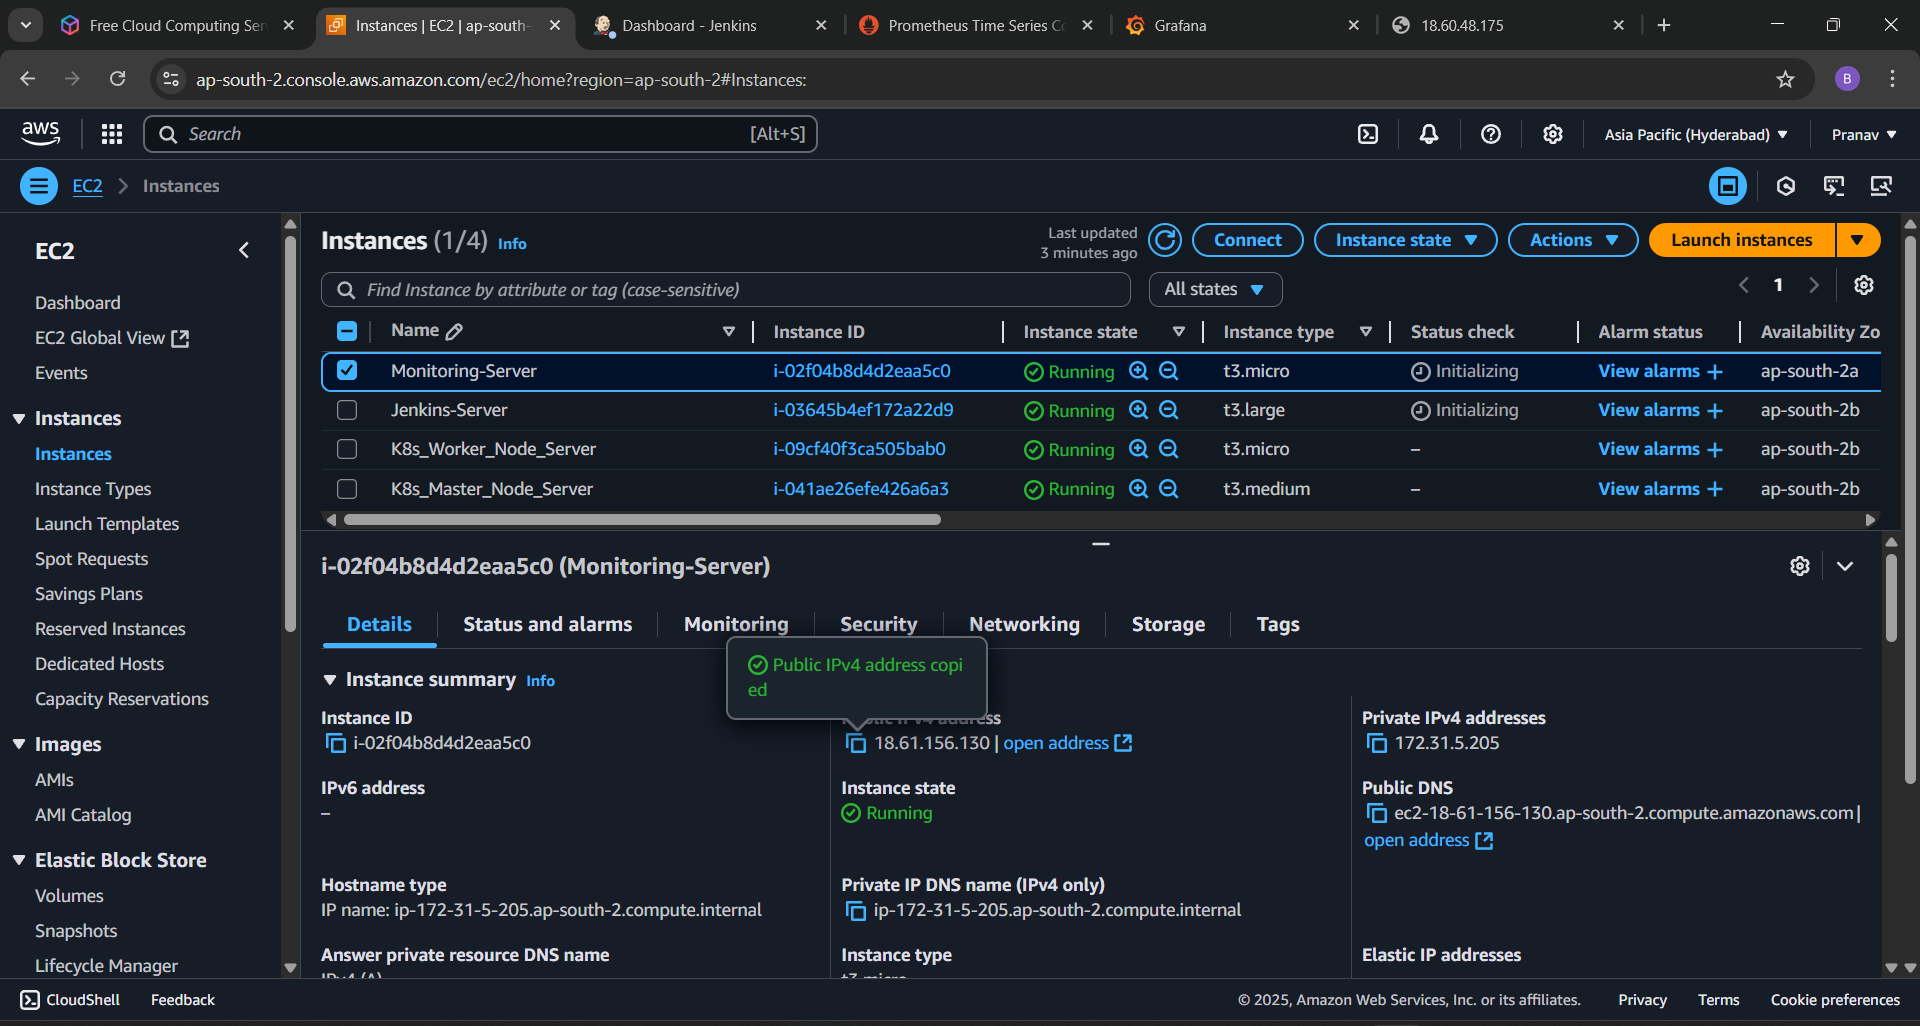 Free Cloud Computing Ser
Instances | EC2 | ap-south-
Dashboard - Jenkins
Prometheus Time Series Co
Grafana
18.60.48.175
ap-south-2.console.aws.amazon.com/ec2/home?region=ap-south-2#Instances:
B
aws
Search
[Alt+S]
Asia Pacific (Hyderabad)
Pranav
EC2
Instances
EC2
Dashboard
EC2 Global View
Events
Instances
Instances
Instance Types
Launch Templates
Spot Requests
Savings Plans
Reserved Instances
Dedicated Hosts
Capacity Reservations
Images
AMIs
AMI Catalog
Elastic Block Store
Volumes
Snapshots
Lifecycle Manager
Instances (1/4) Info
Last updated
3 minutes ago
Connect
Instance state
Actions
Launch instances
Find Instance by attribute or tag (case-sensitive)
All states
1
Name Instance ID Instance state Instance type Status check Alarm status Availability Zo
Monitoring-Server i-02f04b8d4d2eaa5c0 Running t3.micro Initializing View alarms + ap-south-2a
Jenkins-Server i-03645b4ef172a22d9 Running t3.large Initializing View alarms + ap-south-2b
K8s_Worker_Node_Server i-09cf40f3ca505bab0 Running t3.micro – View alarms + ap-south-2b
K8s_Master_Node_Server i-041ae26efe426a6a3 Running t3.medium – View alarms + ap-south-2b
i-02f04b8d4d2eaa5c0 (Monitoring-Server)
Details
Status and alarms
Monitoring
Security
Networking
Storage
Tags
Public IPv4 address copi
ed
Instance summary Info
Instance ID
i-02f04b8d4d2eaa5c0
Public IPv4 address
18.61.156.130 | open address
Private IPv4 addresses
172.31.5.205
IPv6 address
–
Instance state
Running
Public DNS
ec2-18-61-156-130.ap-south-2.compute.amazonaws.com |
open address
Hostname type
IP name: ip-172-31-5-205.ap-south-2.compute.internal
Private IP DNS name (IPv4 only)
ip-172-31-5-205.ap-south-2.compute.internal
Answer private resource DNS name
IPv4 (A)
Instance type
t3.micro
Elastic IP addresses
CloudShell
Feedback
© 2025, Amazon Web Services, Inc. or its affiliates.
Privacy
Terms
Cookie preferences